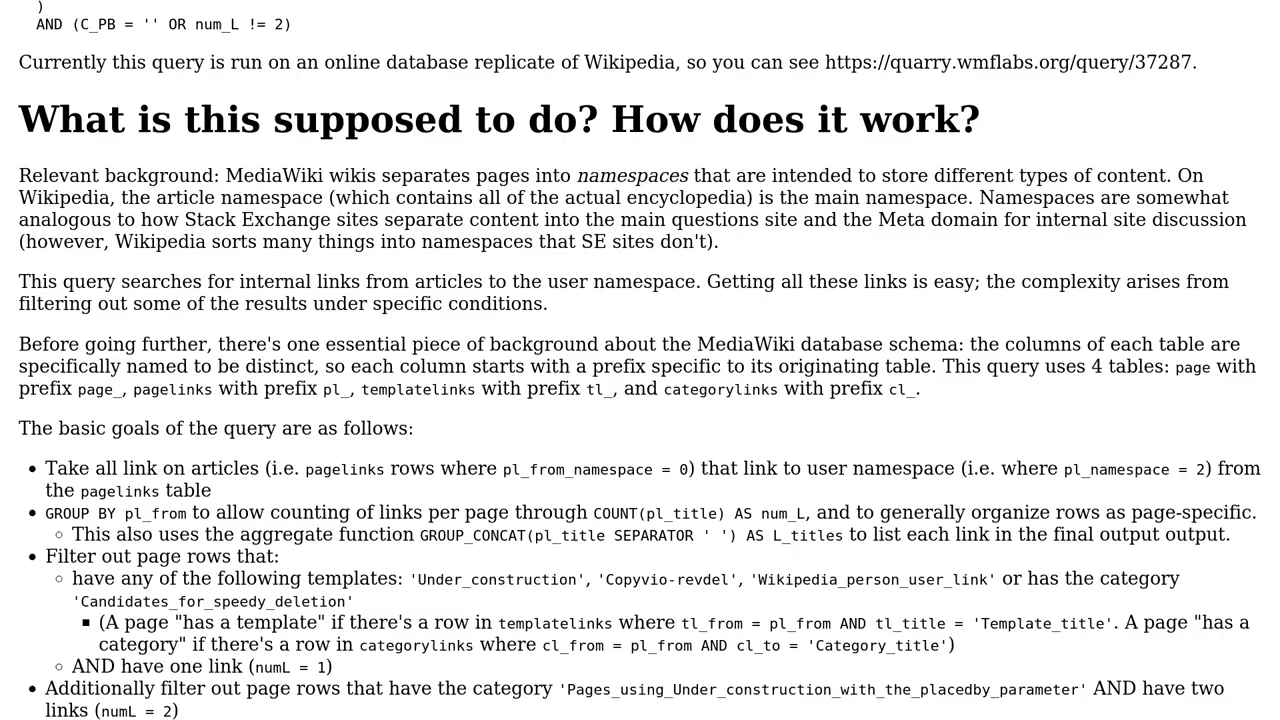 )
AND (C_PB = '' OR num_L != 2)
Currently this query is run on an online database replicate of Wikipedia, so you can see https://quarry.wmflabs.org/query/37287.
What is this supposed to do? How does it work?
Relevant background: MediaWiki wikis separates pages into namespaces that are intended to store different types of content. On
Wikipedia, the article namespace (which contains all of the actual encyclopedia) is the main namespace. Namespaces are somewhat
analogous to how Stack Exchange sites separate content into the main questions site and the Meta domain for internal site discussion
(however, Wikipedia sorts many things into namespaces that SE sites don't).
This query searches for internal links from articles to the user namespace. Getting all these links is easy; the complexity arises from
filtering out some of the results under specific conditions.
Before going further, there's one essential piece of background about the MediaWiki database schema: the columns of each table are
specifically named to be distinct, so each column starts with a prefix specific to its originating table. This query uses 4 tables: page with
prefix page_, pagelinks with prefix pl_, templatelinks with prefix tl_, and categorylinks with prefix cl_.
The basic goals of the query are as follows:
• Take all link on articles (i.e. pagelinks rows where pl_from_namespace = 0) that link to user namespace (i.e. where pl_namespace = 2) from
the pagelinks table
• GROUP BY pl_from to allow counting of links per page through COUNT(pl_title) AS num_L, and to generally organize rows as page-specific.
◦ This also uses the aggregate function GROUP_CONCAT(pl_title SEPARATOR ' ') AS L_titles to list each link in the final output output.
• Filter out page rows that:
◦ have any of the following templates: 'Under_construction', 'Copyvio-revdel', 'Wikipedia_person_user_link' or has the category
'Candidates_for_speedy_deletion'
▪ (A page "has a template" if there's a row in templatelinks where tl_from = pl_from AND tl_title = 'Template_title'. A page "has a
category" if there's a row in categorylinks where cl_from = pl_from AND cl_to = 'Category_title')
◦ AND have one link (numL = 1)
• Additionally filter out page rows that have the category 'Pages_using_Under_construction_with_the_placedby_parameter' AND have two
links (numL = 2)